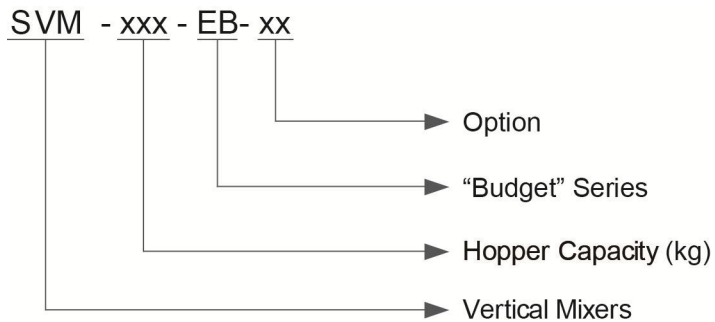 SVM - xxx - EB- xx
Option
“Budget” Series
Hopper Capacity (kg)
Vertical Mixers